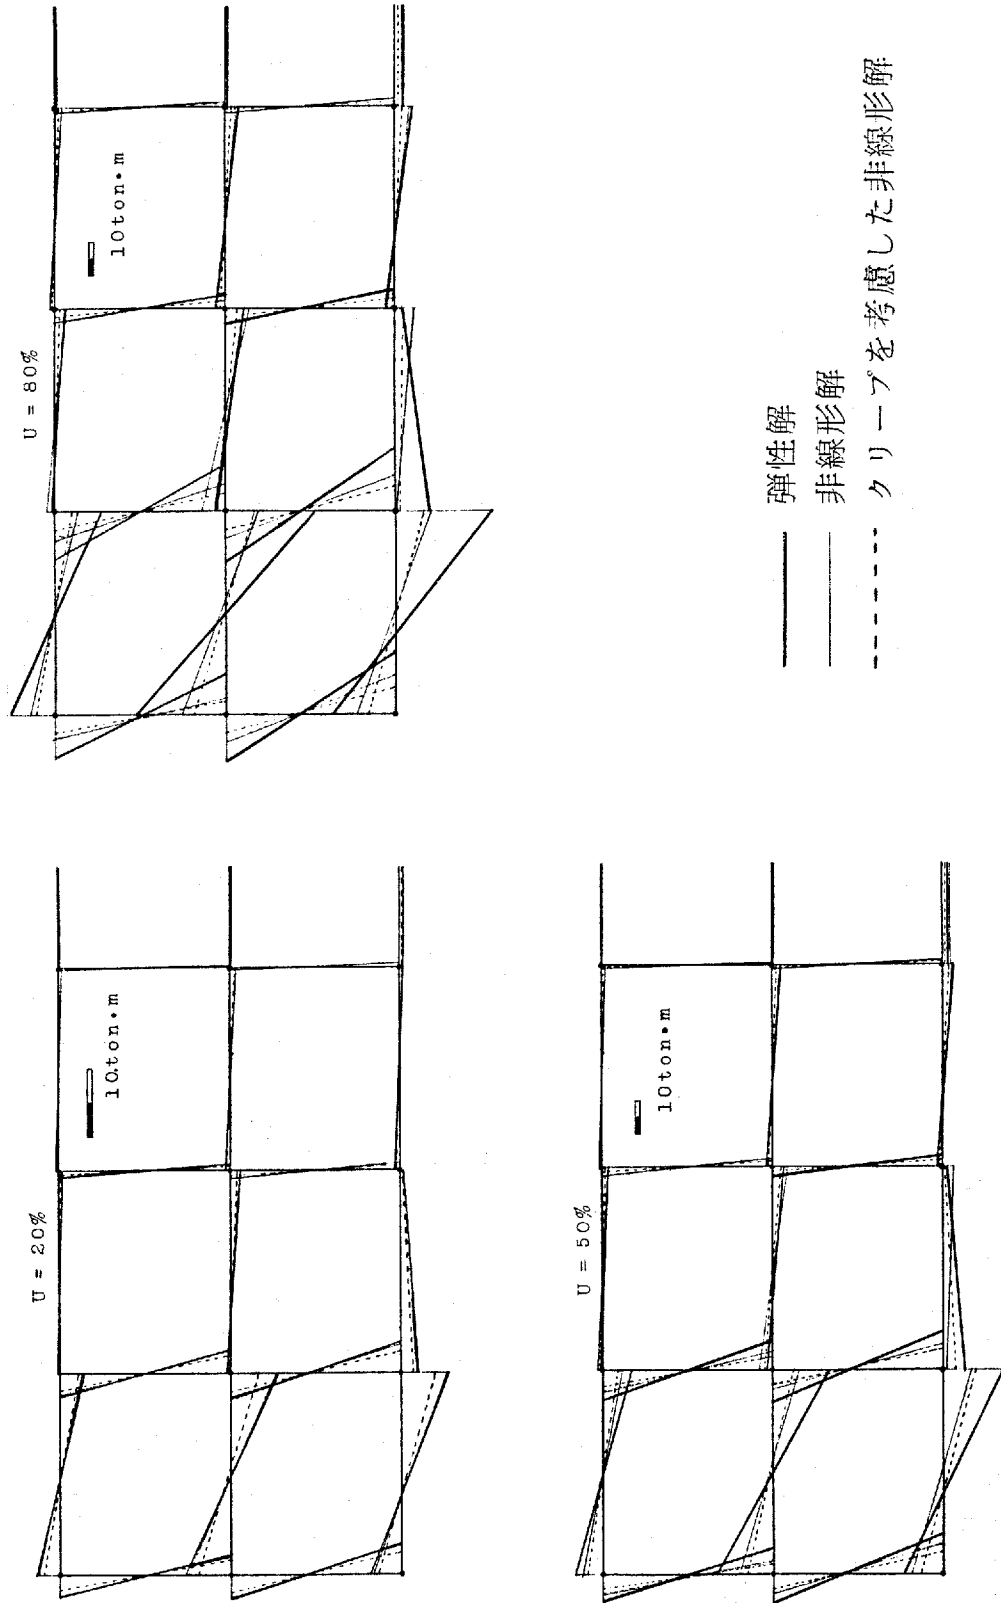 U = 80%
10ton・m
U = 20%
10ton・m
U = 50%
10ton・m
弾性解
非線形解
クリープを考慮した非線形解